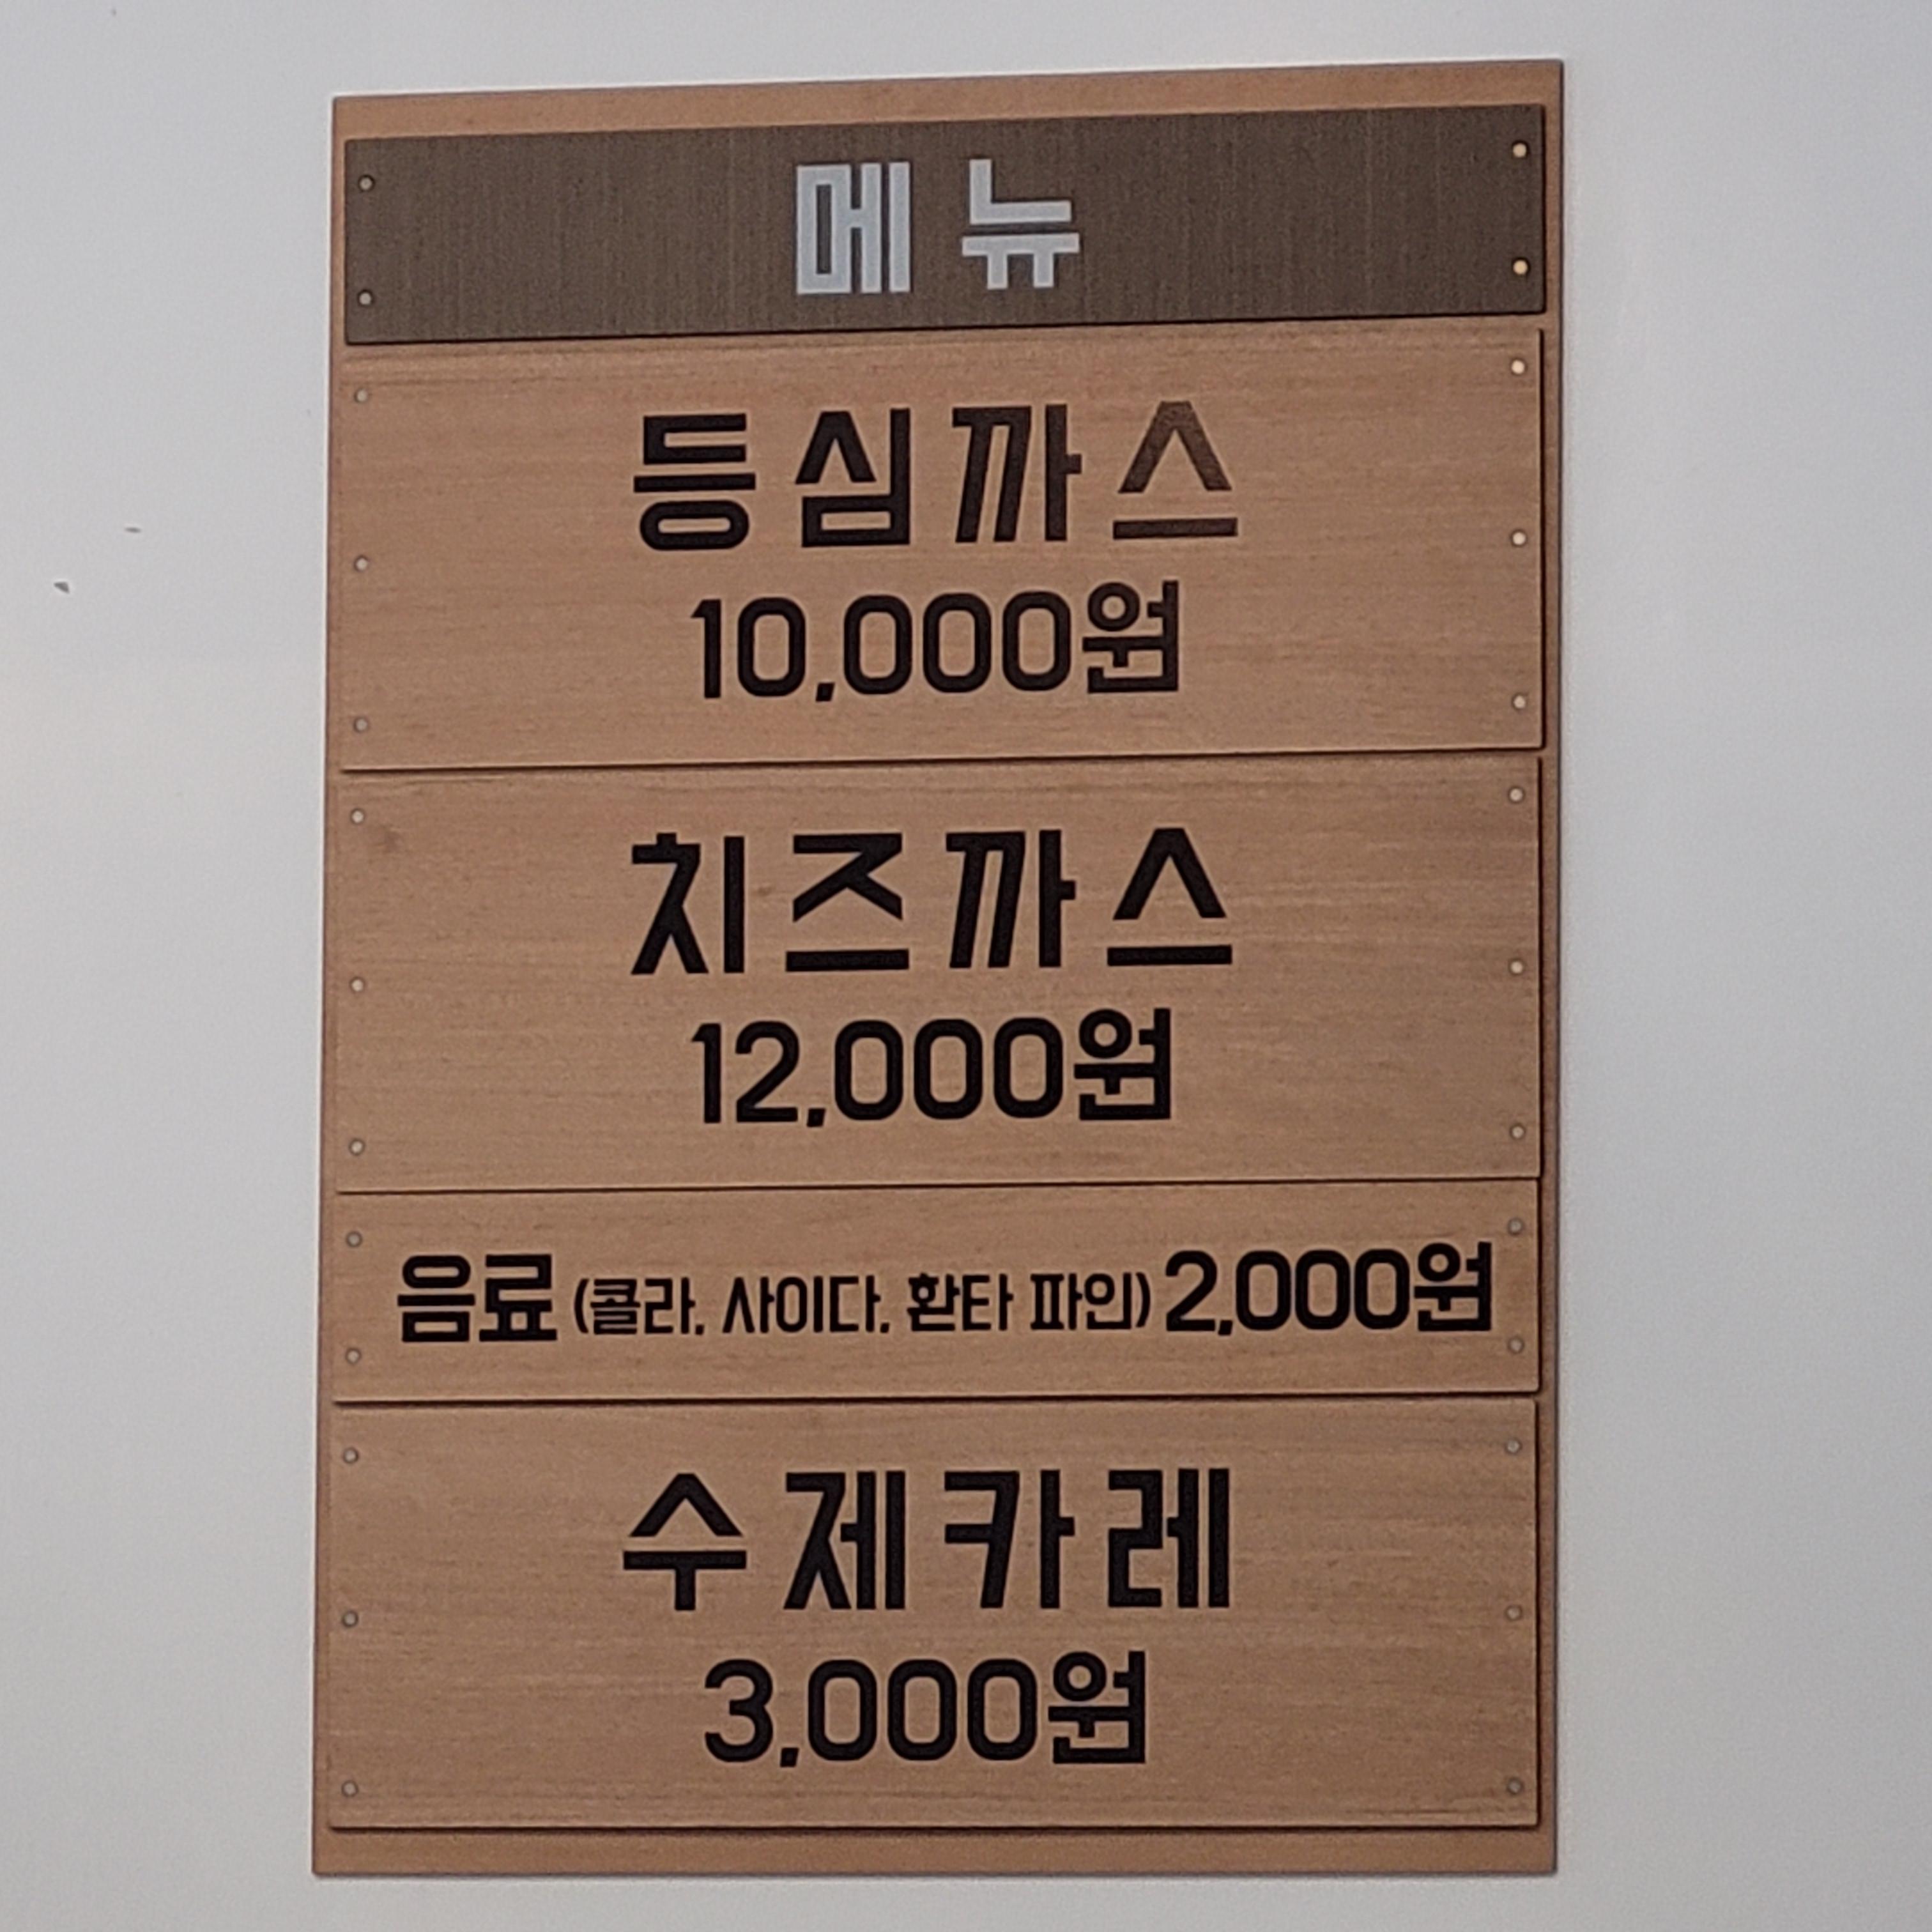 메뉴
등심까스
10,000원
치즈까스
12,000원
음료 (콜라, 사이다, 환타 파인) 2,000원
수제카레
3,000원